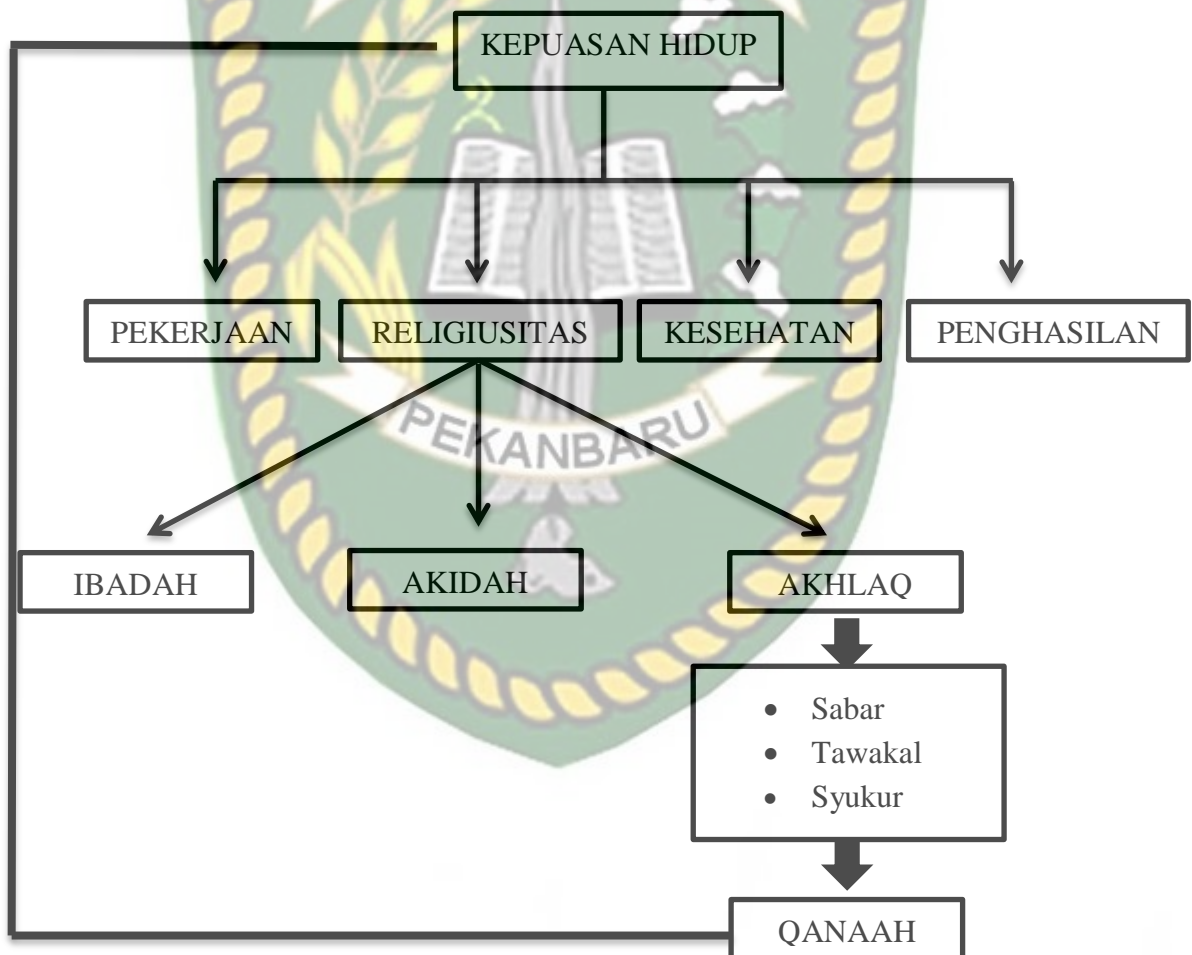 KEPUASAN HIDUP
PEKERJAAN
RELIGIUSITAS
KESEHATAN
PENGHASILAN
PEKANBARU
IBADAH
AKIDAH
AKHLAQ
• Sabar
• Tawakal
• Syukur
QANAAH